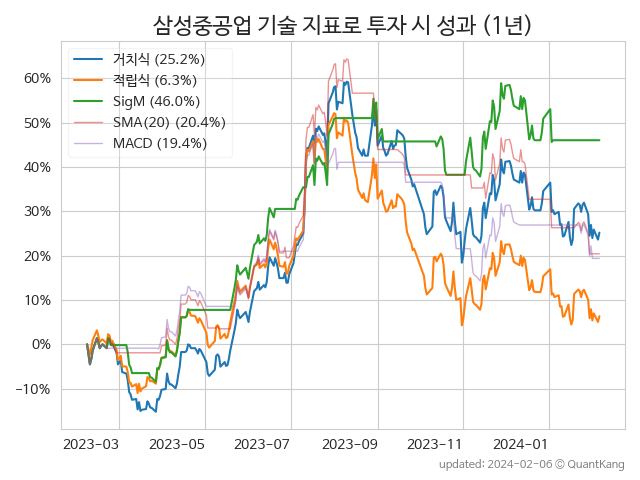 삼성중공업 기술 지표로 투자 시 성과 (1년)
거치식 (25.2%)
적립식 (6.3%)
SigM (46.0%)
SMA(20) (20.4%)
MACD (19.4%)
60%
50%
40%
30%
20%
10%
0%
−10%
2023-03 2023-05 2023-07 2023-09 2023-11 2024-01
updated: 2024-02-06 © QuantKang